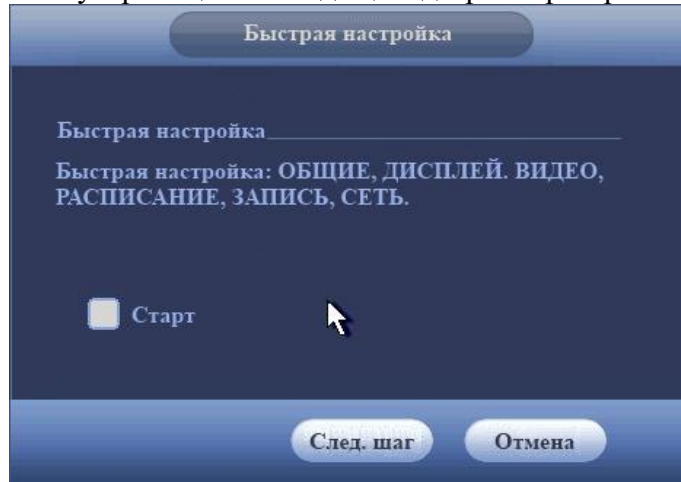 Быстрая настройка
Быстрая настройка
Быстрая настройка: ОБЩИЕ, ДИСПЛЕЙ. ВИДЕО,
РАСПИСАНИЕ, ЗАПИСЬ, СЕТЬ.
Старт
След. шаг Отмена